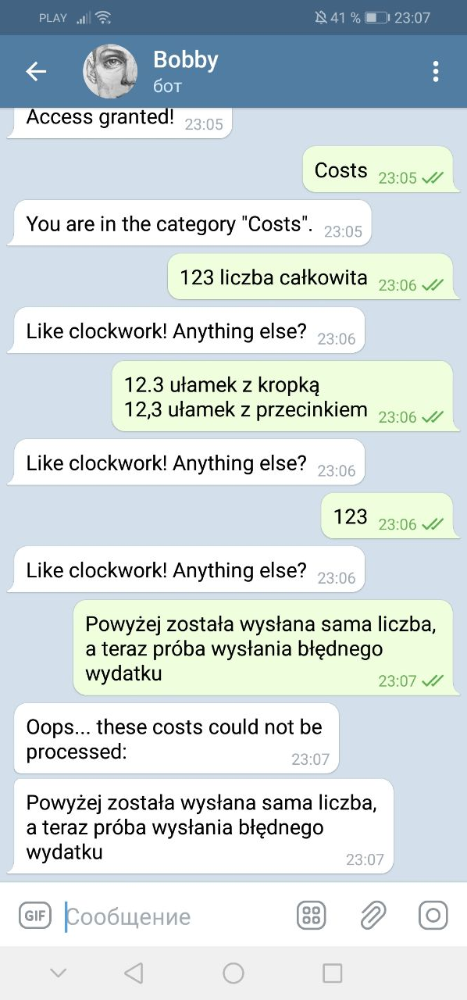 PLAY 41 % 23:07
Bobby
бот
Access granted! 23:05
Costs 23:05
You are in the category "Costs". 23:05
123 liczba całkowita 23:06
Like clockwork! Anything else? 23:06
12.3 ułamek z kropką
12,3 ułamek z przecinkiem 23:06
Like clockwork! Anything else? 23:06
123 23:06
Like clockwork! Anything else? 23:06
Powyżej została wysłana sama liczba,
a teraz próba wysłania błędnego
wydatku 23:07
Oops... these costs could not be
processed: 23:07
Powyżej została wysłana sama liczba,
a teraz próba wysłania błędnego
wydatku 23:07
GIF Сообщение